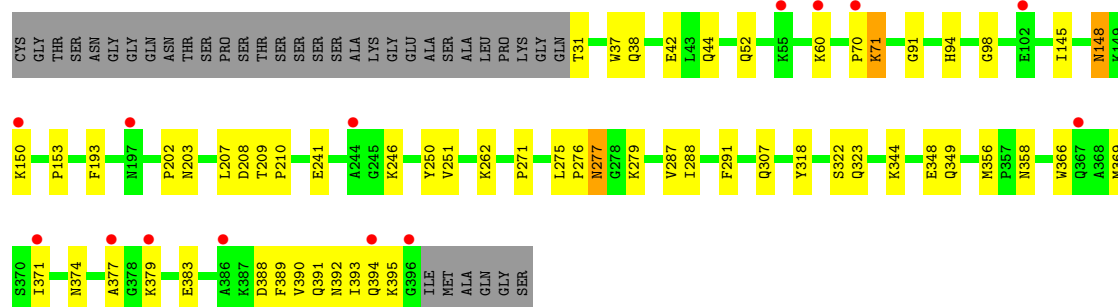 CYS GLY THR SER ASN GLY GLY GLN ASN THR SER PRO SER THR SER SER SER SER ALA LYS GLY GLU ALA SER ALA LEU PRO LYS GLY GLN T31 W37 Q38 E42 L43 Q44 Q52 K55 K60 P70 K71 G91 H94 G98 E102 I145 N148 K149
K150 P153 F193 N197 P202 N203 L207 D208 T209 P210 E241 A244 G245 K246 Y250 V251 K262 P271 L275 P276 N277 G278 K279 V287 I288 F291 Q307 Y318 S322 Q323 K344 E348 Q349 M356 P357 N358 W366 Q367 A368 M369
S370 I371 N374 A377 G378 K379 E383 A386 K387 D388 F389 V390 Q391 N392 I393 Q394 K395 G396 ILE MET ALA GLN GLY SER